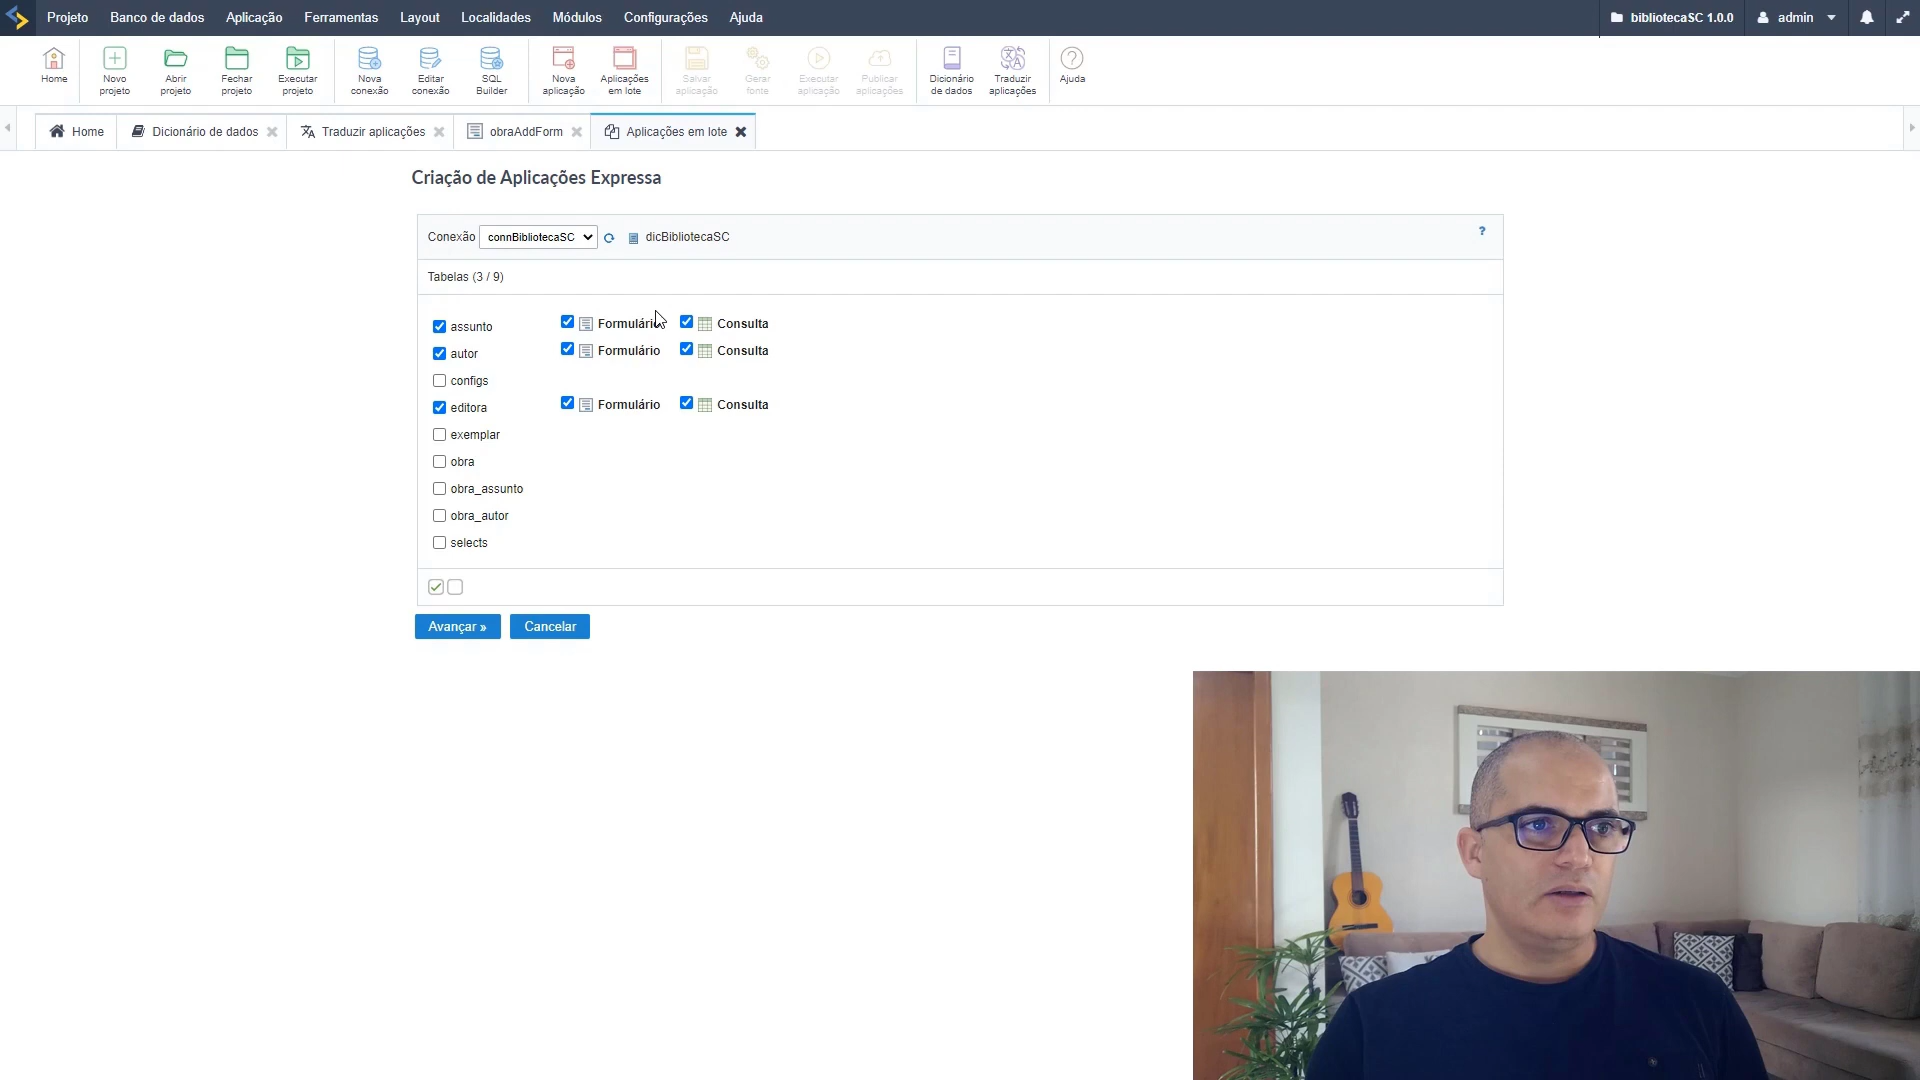 Projeto Banco de dados Aplicação Ferramentas Layout Localidades Módulos Configurações Ajuda bibliotecaSC 1.0.0 admin
Home
Novo projeto
Abrir projeto
Fechar projeto
Executar projeto
Nova conexão
Editar conexão
SQL Builder
Nova aplicação
Aplicações em lote
Salvar aplicação
Gerar fonte
Executar aplicação
Publicar aplicações
Dicionário de dados
Traduzir aplicações
Ajuda
Home Dicionário de dados Traduzir aplicações obraAddForm Aplicações em lote
Criação de Aplicações Expressa
Conexão connBibliotecaSC dicBibliotecaSC ?
Tabelas (3 / 9)
assunto Formulário Consulta
autor Formulário Consulta
configs
editora Formulário Consulta
exemplar
obra
obra_assunto
obra_autor
selects
Avançar » Cancelar